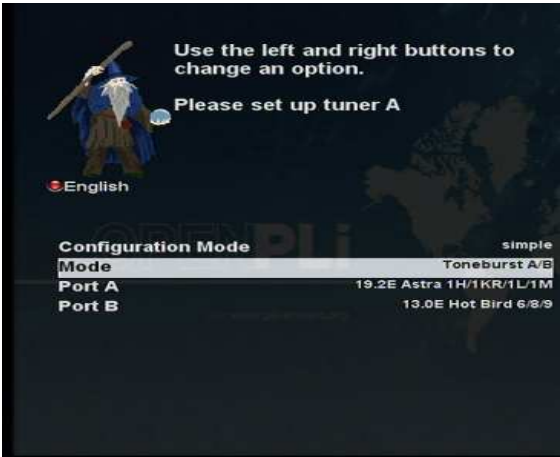 Use the left and right buttons to
change an option.
Please set up tuner A
English
OPENPLi
Configuration Mode simple
Mode Toneburst A/B
Port A 19.2E Astra 1H/1KR/1L/1M
Port B 13.0E Hot Bird 6/8/9